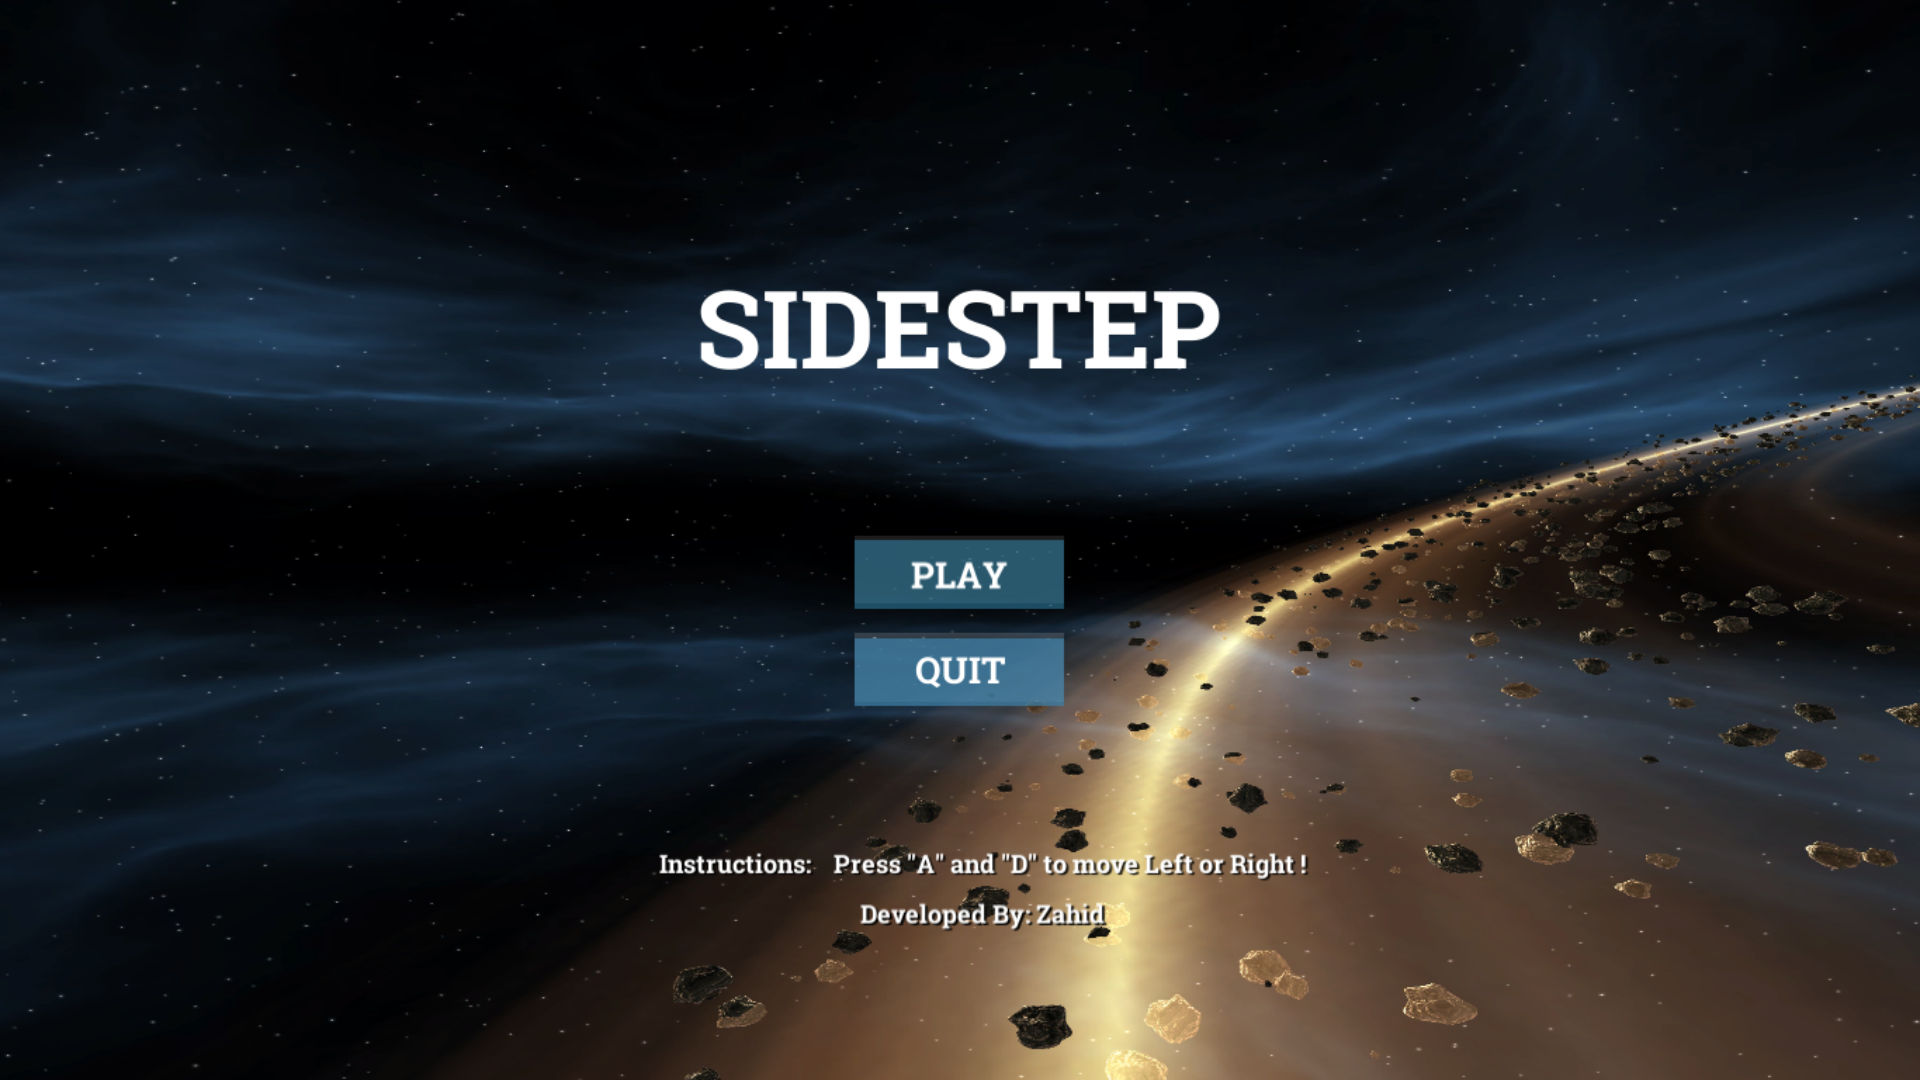 SIDESTEP
PLAY
QUIT
Instructions: Press "A" and "D" to move Left or Right !
Developed By: Zahid